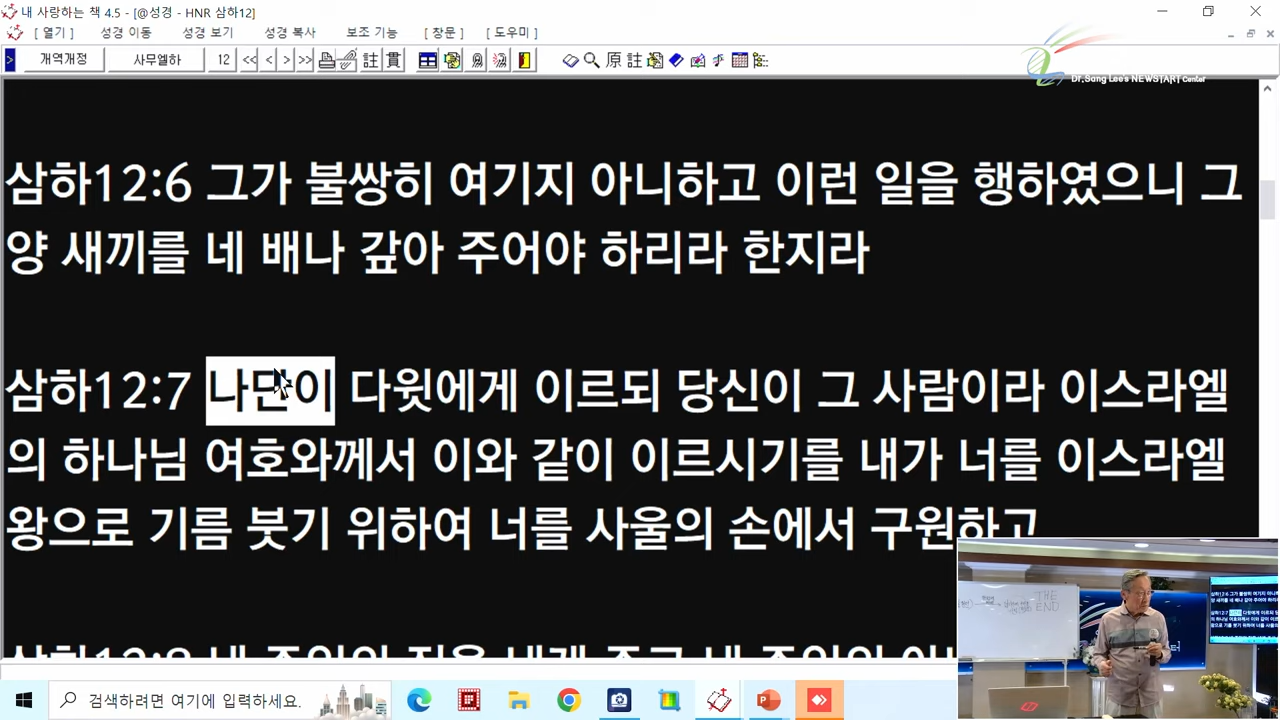 내 사랑하는 책 4.5 - [@성경 - HNR 삼하12]
[ 열기 ] 성경 이동 성경 보기 성경 복사 보조 기능 [ 창문 ] [ 도우미 ]
개역개정 사무엘하 12 << < > >> 註 貫 原 註
Dr.Sang Lee's NEWSTART Center
삼하12:6 그가 불쌍히 여기지 아니하고 이런 일을 행하였으니 그
양 새끼를 네 배나 갚아 주어야 하리라 한지라
삼하12:7 나단이 다윗에게 이르되 당신이 그 사람이라 이스라엘
의 하나님 여호와께서 이와 같이 이르시기를 내가 너를 이스라엘
왕으로 기름 붓기 위하여 너를 사울의 손에서 구원하고
THE
END
검색하려면 여기에 입력하세요.